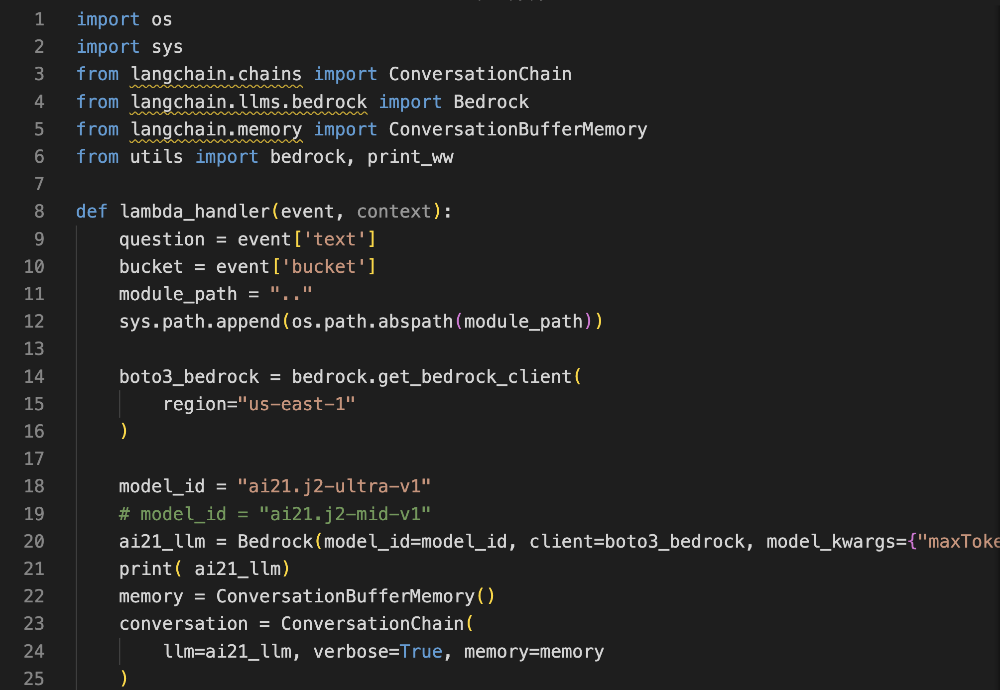 1 import os
2 import sys
3 from langchain.chains import ConversationChain
4 from langchain.llms.bedrock import Bedrock
5 from langchain.memory import ConversationBufferMemory
6 from utils import bedrock, print_ww
7
8 def lambda_handler(event, context):
9     question = event['text']
10     bucket = event['bucket']
11     module_path = ".."
12     sys.path.append(os.path.abspath(module_path))
13
14     boto3_bedrock = bedrock.get_bedrock_client(
15         region="us-east-1"
16     )
17
18     model_id = "ai21.j2-ultra-v1"
19     # model_id = "ai21.j2-mid-v1"
20     ai21_llm = Bedrock(model_id=model_id, client=boto3_bedrock, model_kwargs={"maxToke
21     print( ai21_llm)
22     memory = ConversationBufferMemory()
23     conversation = ConversationChain(
24         llm=ai21_llm, verbose=True, memory=memory
25     )